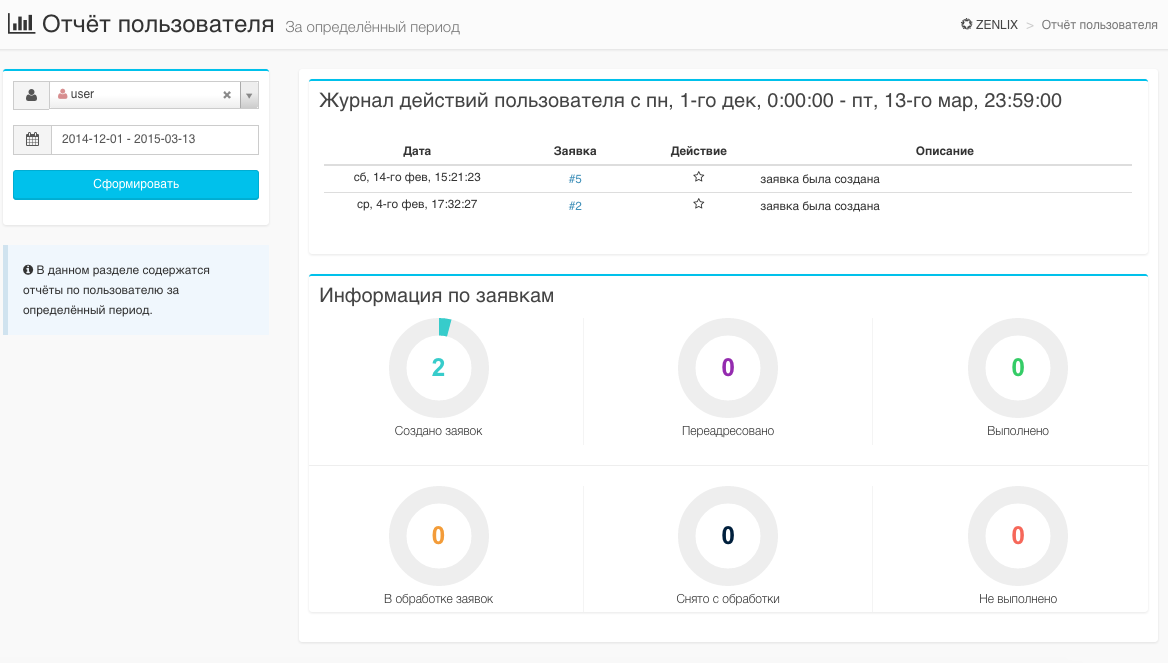 Отчёт пользователя За определённый период
ZENLIX > Отчёт пользователя
user
2014-12-01 - 2015-03-13
Сформировать
В данном разделе содержатся
отчёты по пользователю за
определённый период.
Журнал действий пользователя с пн, 1-го дек, 0:00:00 - пт, 13-го мар, 23:59:00
Дата Заявка Действие Описание
сб, 14-го фев, 15:21:23 #5 заявка была создана
ср, 4-го фев, 17:32:27 #2 заявка была создана
Информация по заявкам
2 0 0
Создано заявок Переадресовано Выполнено
0 0 0
В обработке заявок Снято с обработки Не выполнено